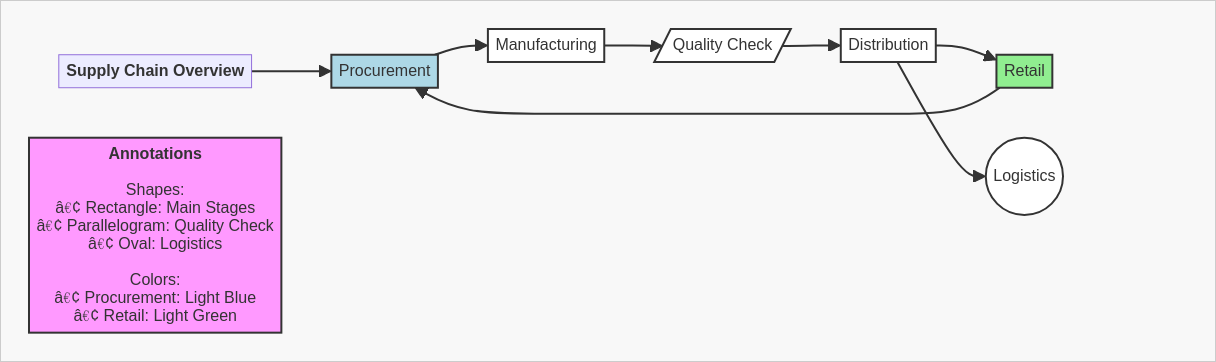 Supply Chain Overview
Procurement
Manufacturing
Quality Check
Distribution
Retail
Logistics
Annotations
Shapes:
â€¢ Rectangle: Main Stages
â€¢ Parallelogram: Quality Check
â€¢ Oval: Logistics
Colors:
â€¢ Procurement: Light Blue
â€¢ Retail: Light Green